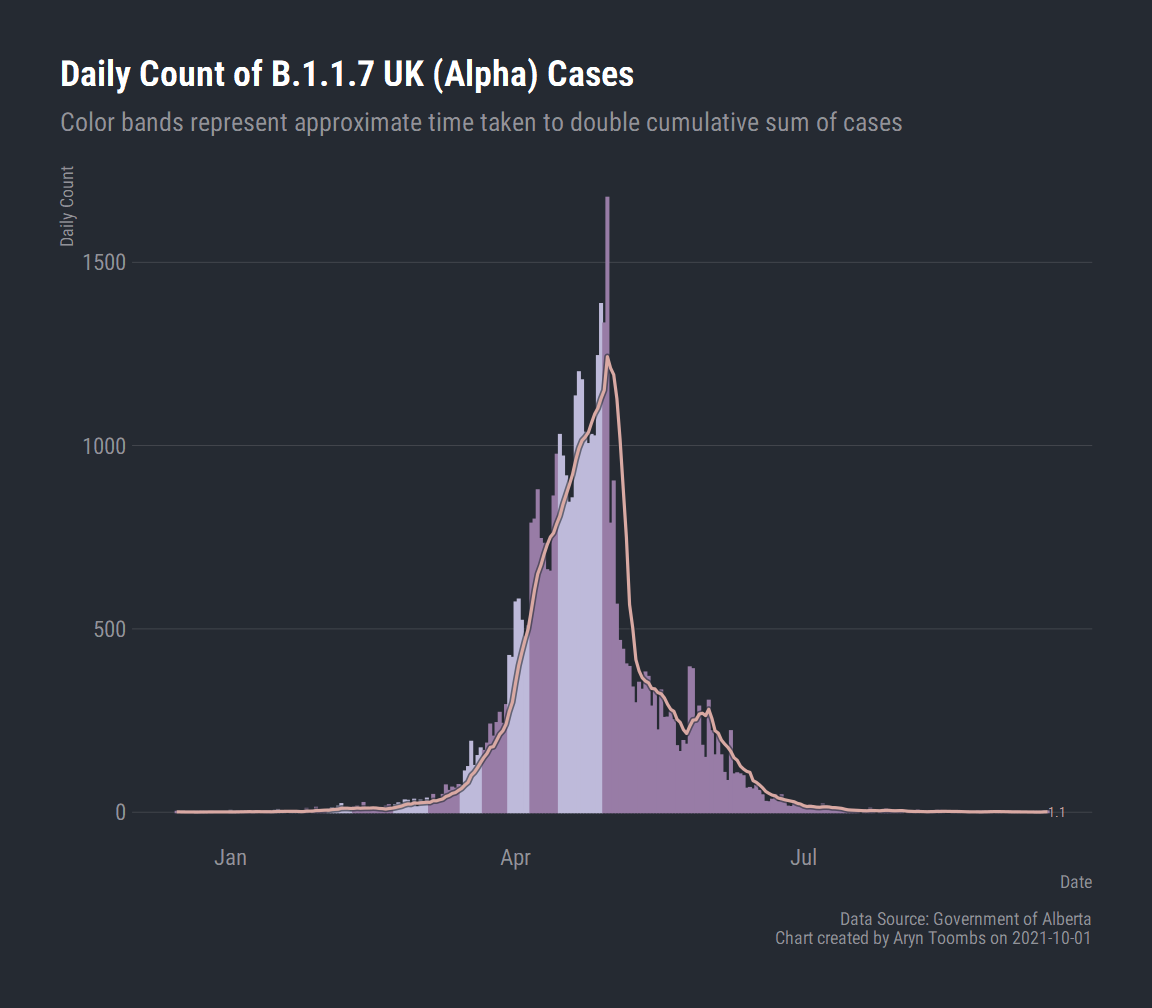 Daily Count of B.1.1.7 UK (Alpha) Cases
Color bands represent approximate time taken to double cumulative sum of cases
Daily Count
1500
1000
500
0
1.1
Jan
Apr
Jul
Date
Data Source: Government of Alberta
Chart created by Aryn Toombs on 2021-10-01